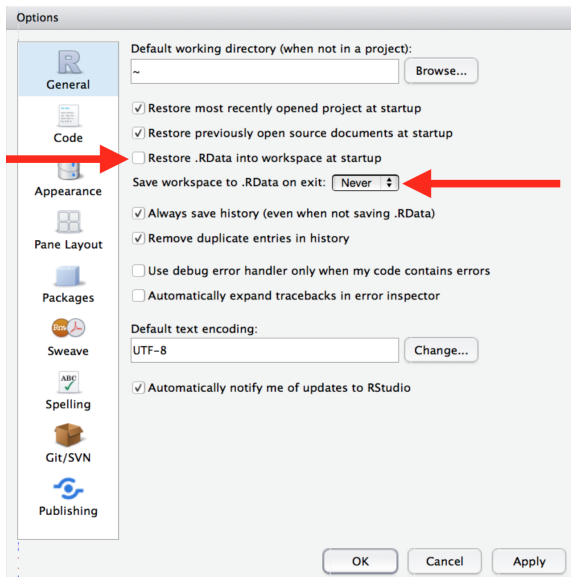 Options
General
Code
Appearance
Pane Layout
Packages
Rnw
Sweave
ABC
Spelling
Git/SVN
Publishing
Default working directory (when not in a project):
~
Browse...
Restore most recently opened project at startup
Restore previously open source documents at startup
Restore .RData into workspace at startup
Save workspace to .RData on exit: Never
Always save history (even when not saving .RData)
Remove duplicate entries in history
Use debug error handler only when my code contains errors
Automatically expand tracebacks in error inspector
Default text encoding:
UTF-8
Change...
Automatically notify me of updates to RStudio
OK Cancel Apply